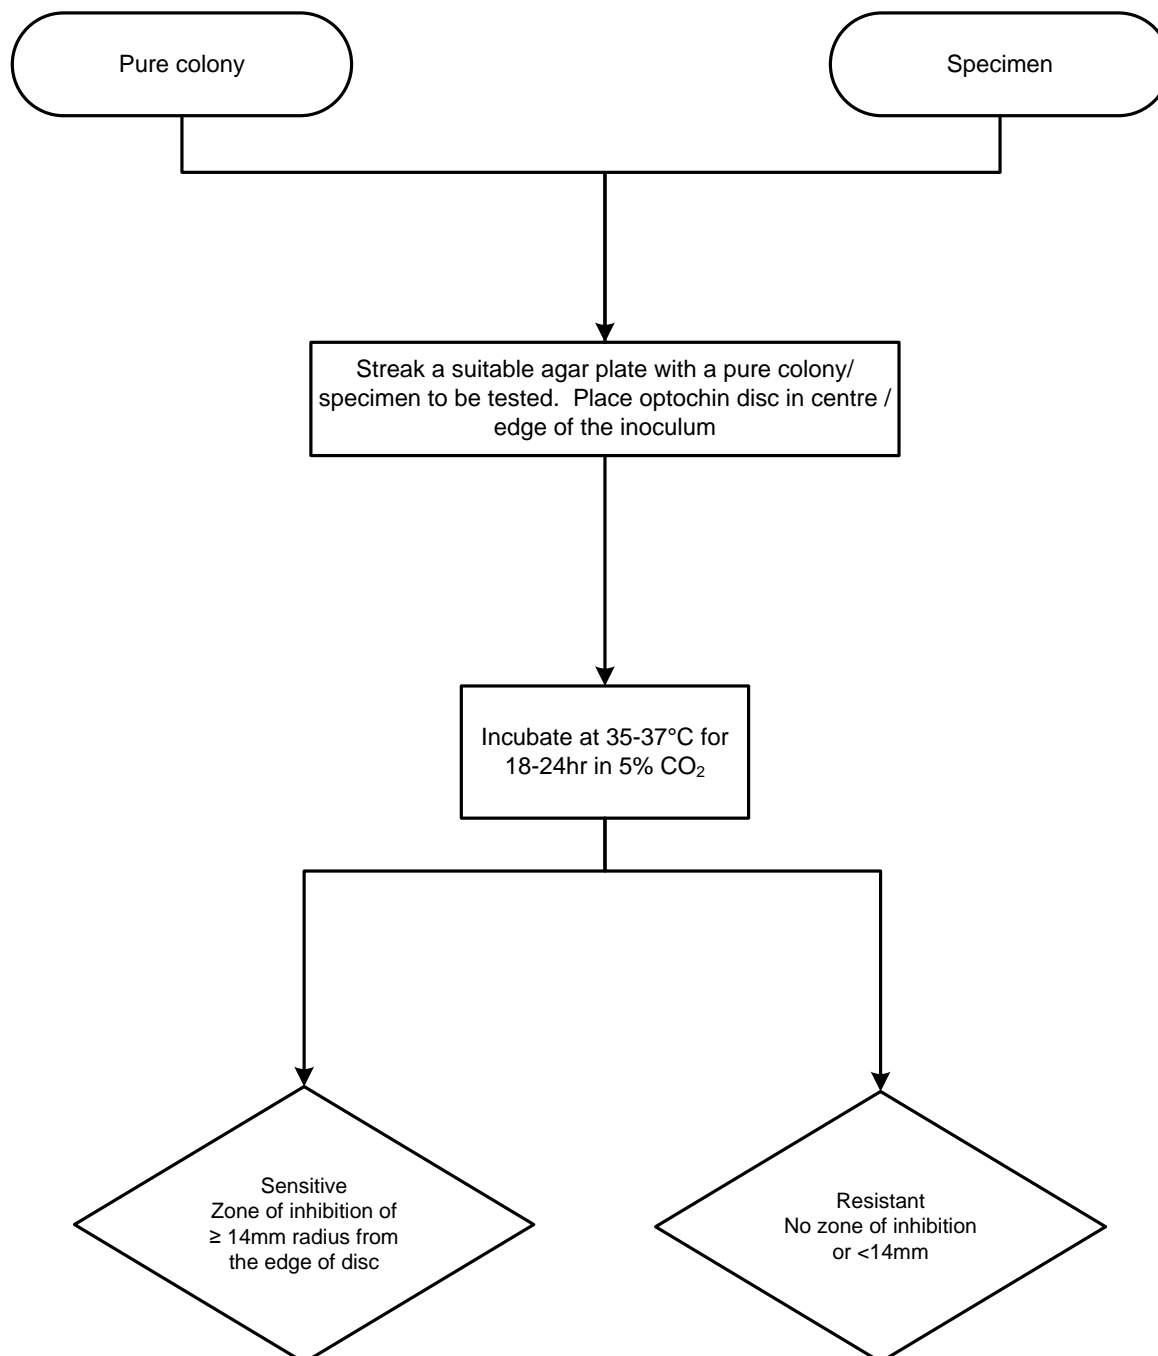 Pure colony
Specimen
Streak a suitable agar plate with a pure colony/
specimen to be tested.  Place optochin disc in centre /
edge of the inoculum
Incubate at 35-37°C for
18-24hr in 5% CO₂
Sensitive
Zone of inhibition of
≥ 14mm radius from
the edge of disc
Resistant
No zone of inhibition
or <14mm